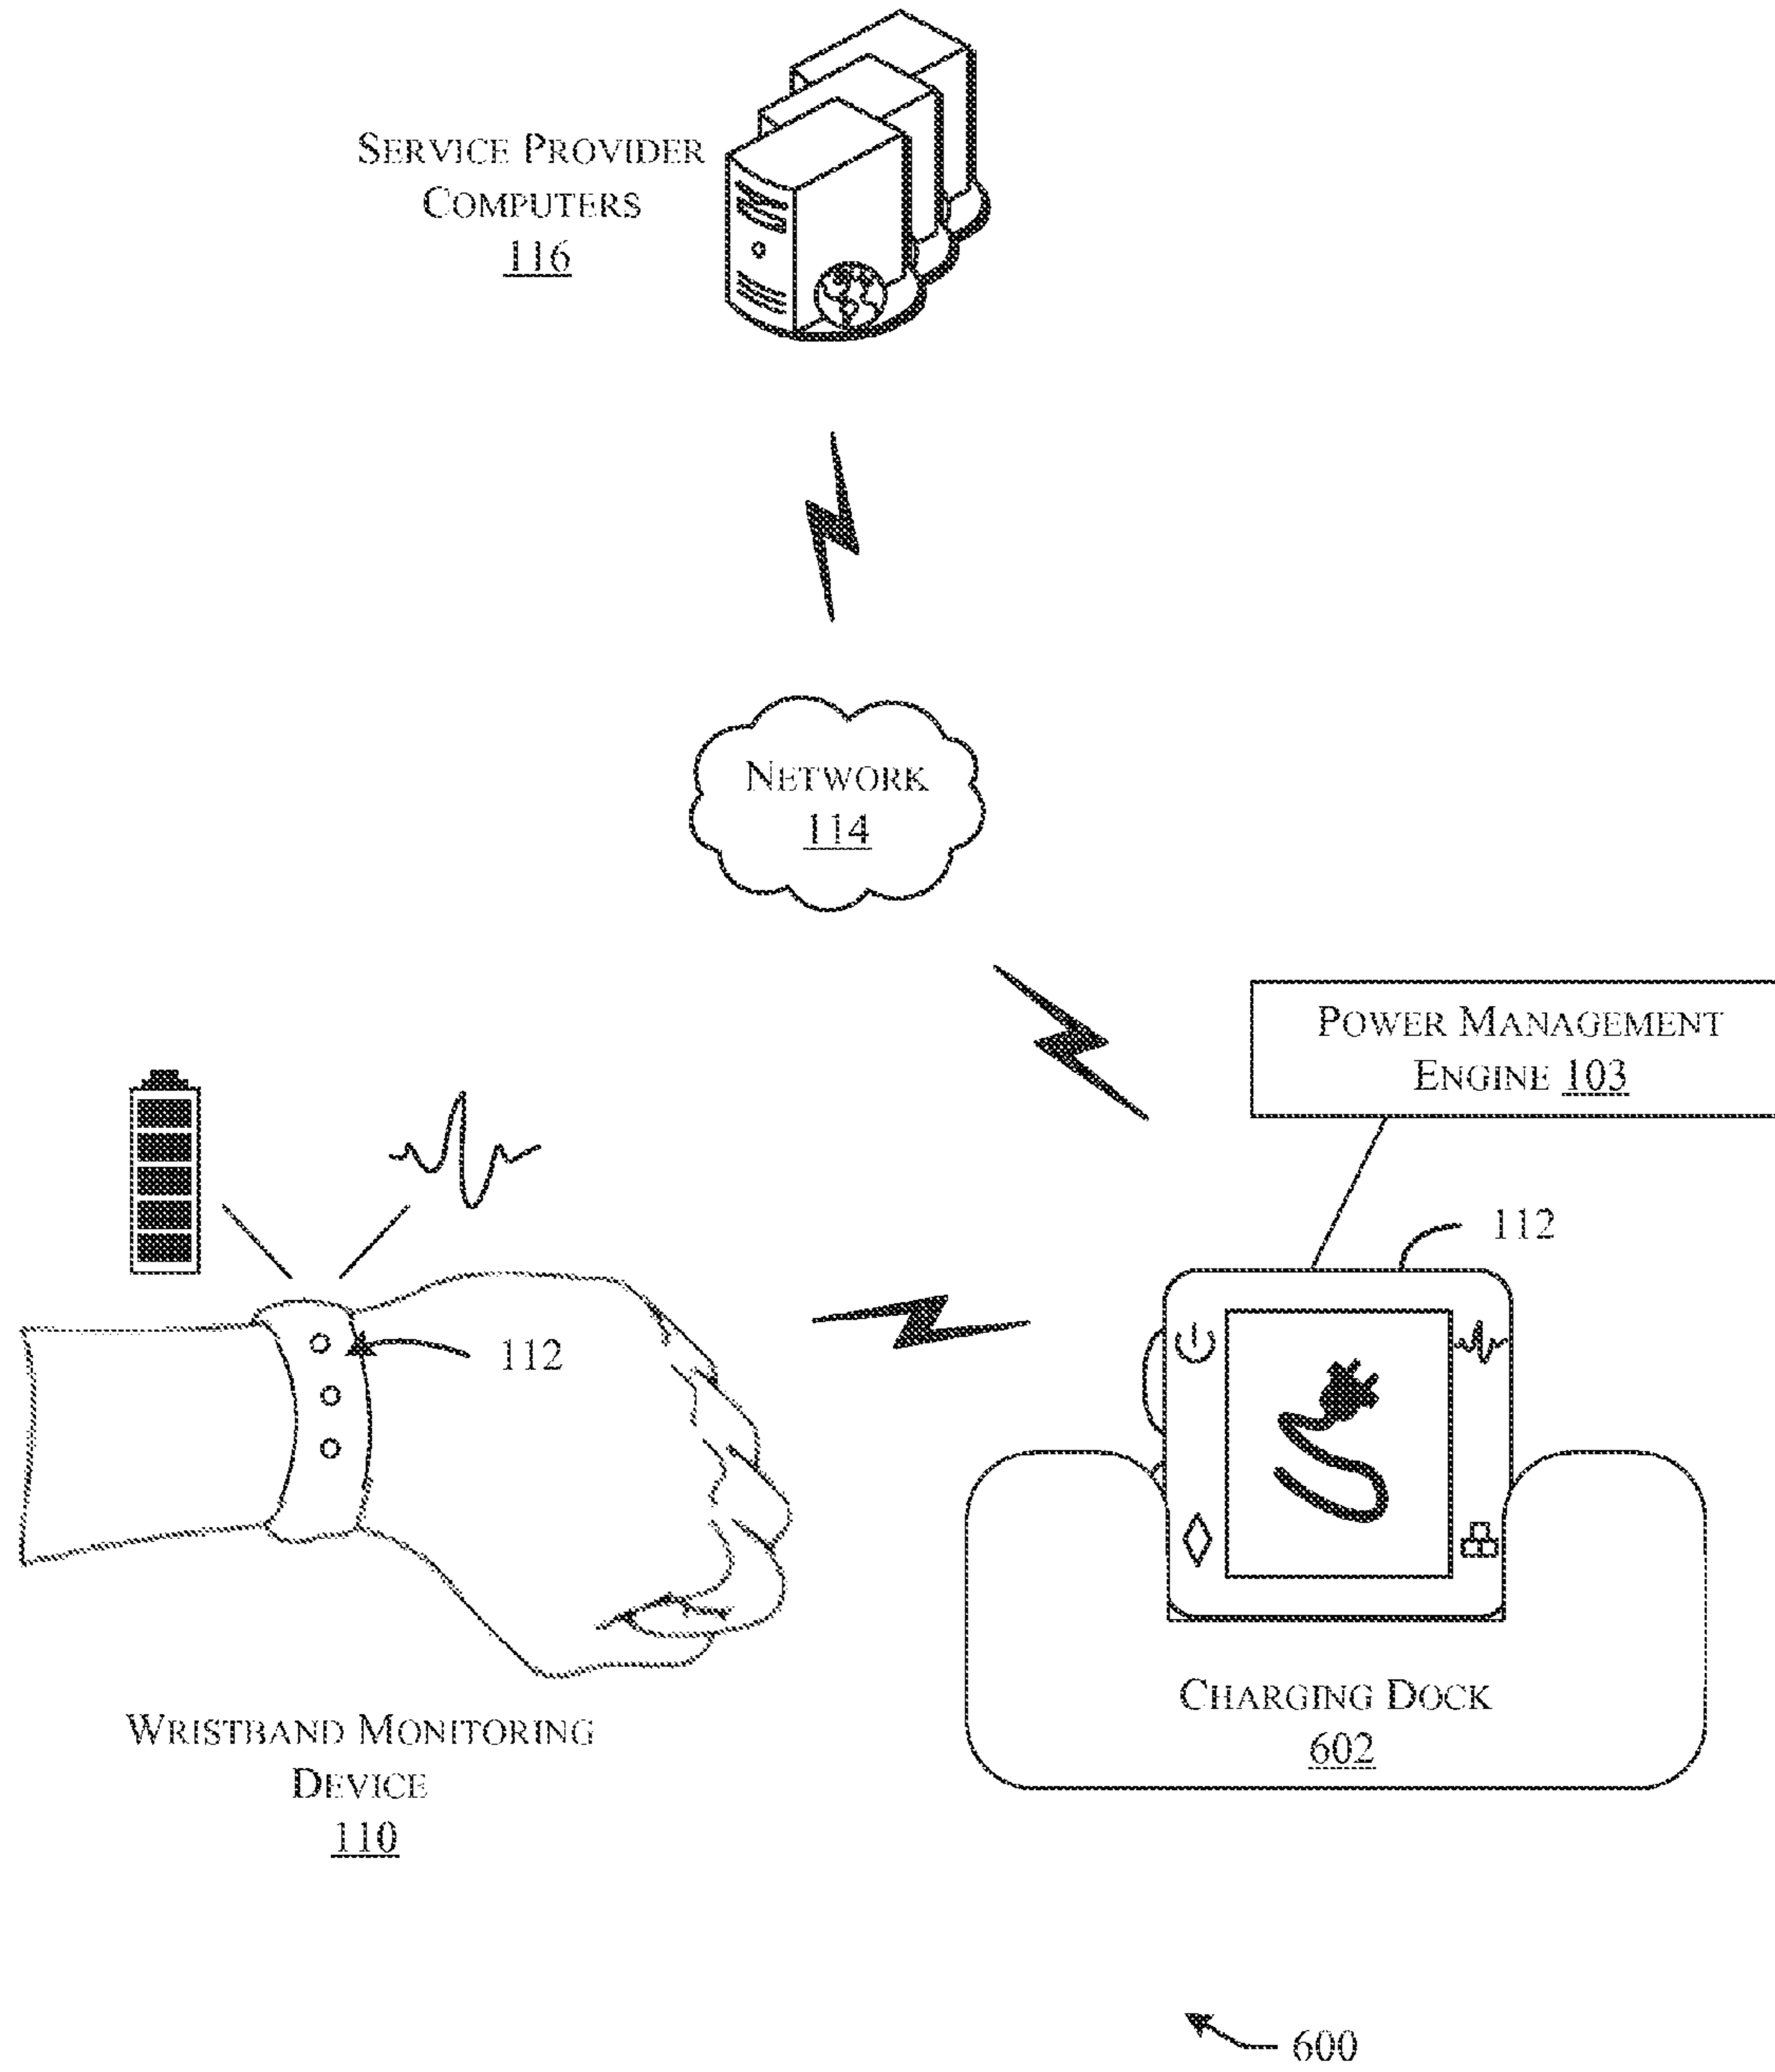 SERVICE PROVIDER
COMPUTERS
116
NETWORK
114
POWER MANAGEMENT
ENGINE 103
112
112
CHARGING DOCK
602
WRISTBAND MONITORING
DEVICE
110
600